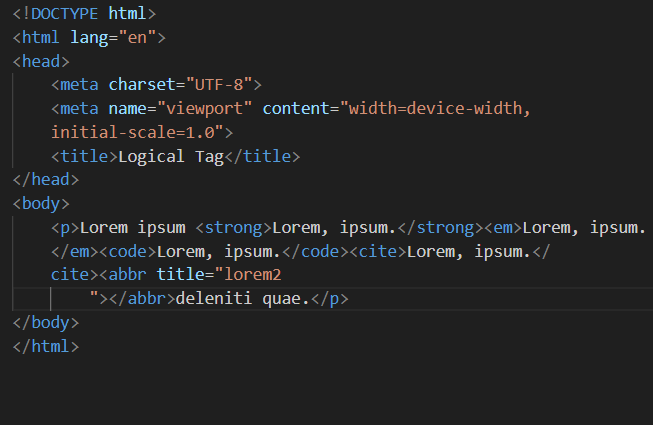 <!DOCTYPE html>
<html lang="en">
<head>
    <meta charset="UTF-8">
    <meta name="viewport" content="width=device-width,
    initial-scale=1.0">
    <title>Logical Tag</title>
</head>
<body>
    <p>Lorem ipsum <strong>Lorem, ipsum.</strong><em>Lorem, ipsum.
    </em><code>Lorem, ipsum.</code><cite>Lorem, ipsum.</
    cite><abbr title="lorem2
        "></abbr>deleniti quae.</p>
</body>
</html>